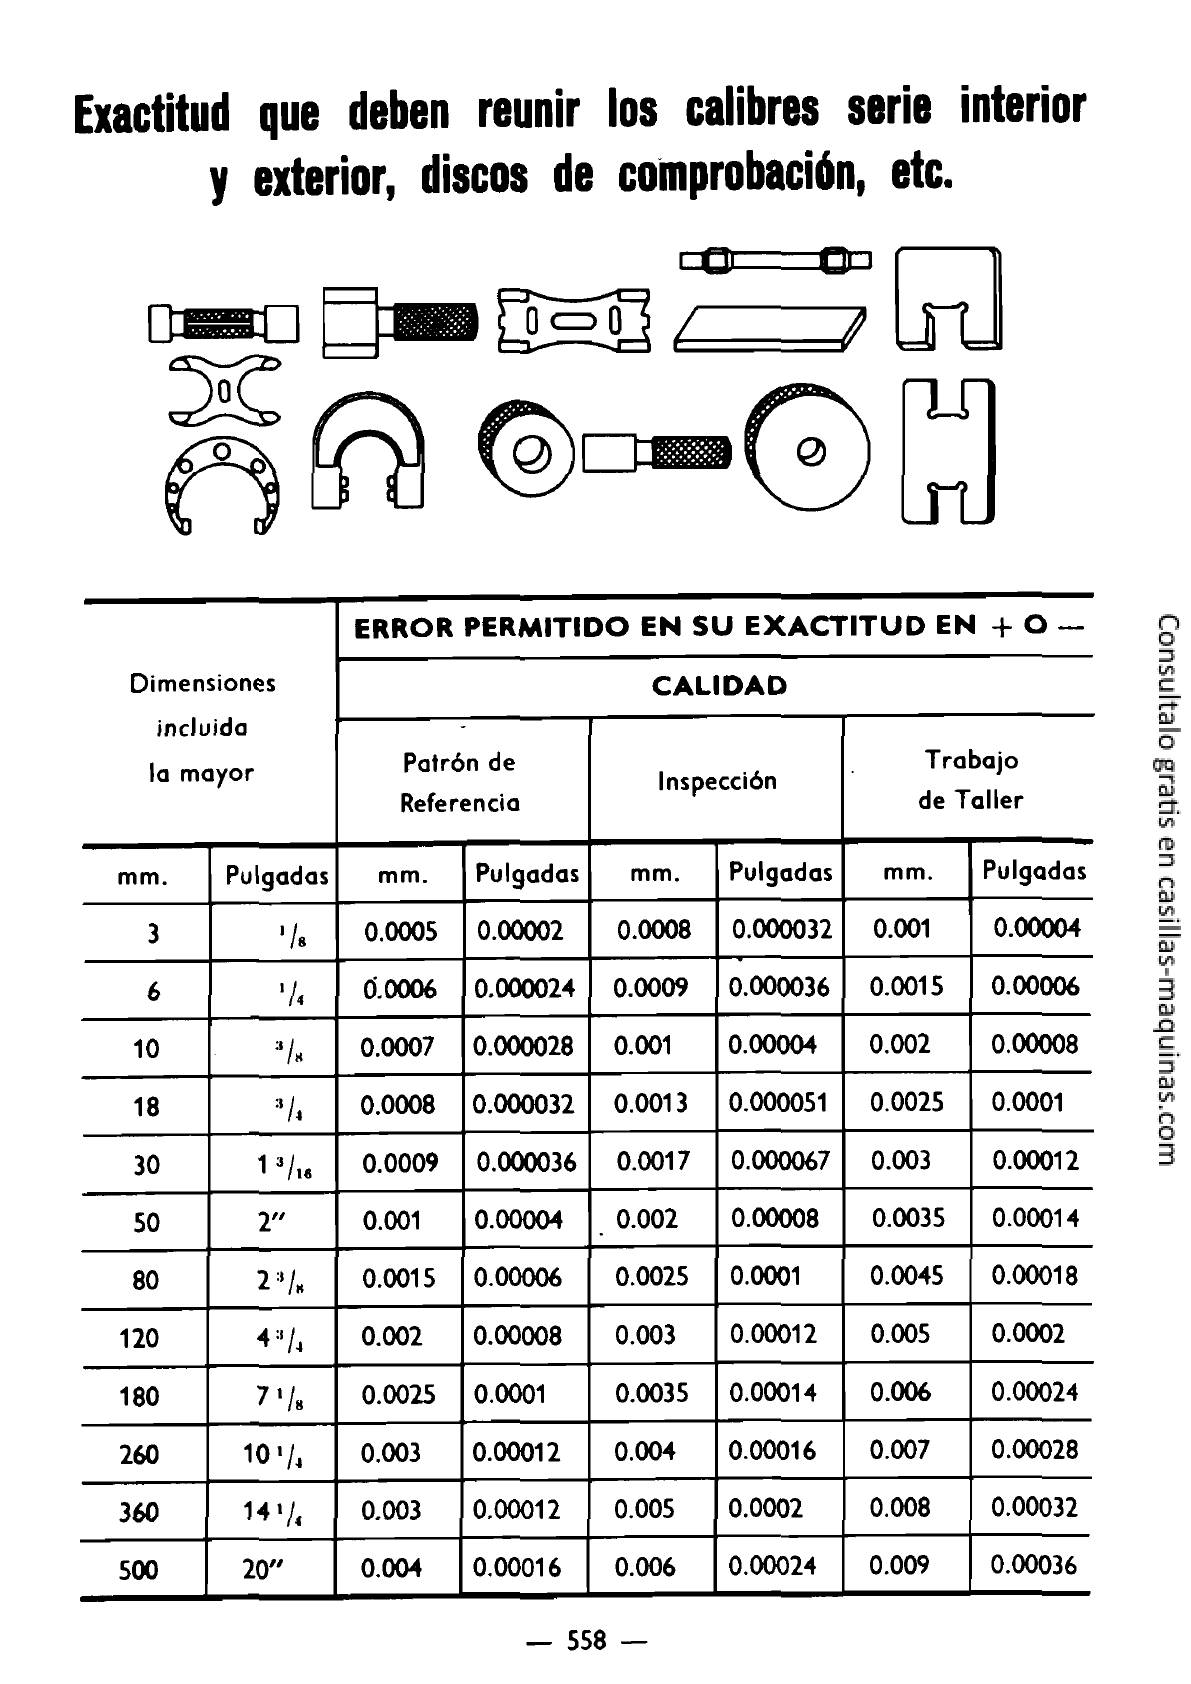 Exactitud que deben reunir los calibres serie interior
y exterior, discos de comprobación, etc.
Dimensiones
incluida
la mayor
ERROR PERMITIDO EN SU EXACTITUD EN + O —
CALIDAD
Patrón de
Referencia
Inspección
Trabajo
de Taller
mm. Pulgadas mm. Pulgadas mm. Pulgadas mm. Pulgadas
3 1/8 0.0005 0.00002 0.0008 0.000032 0.001 0.00004
6 1/4 0.0006 0.000024 0.0009 0.000036 0.0015 0.00006
10 3/8 0.0007 0.000028 0.001 0.00004 0.002 0.00008
18 3/4 0.0008 0.000032 0.0013 0.000051 0.0025 0.0001
30 1 3/16 0.0009 0.000036 0.0017 0.000067 0.003 0.00012
50 2" 0.001 0.00004 0.002 0.00008 0.0035 0.00014
80 2 3/8 0.0015 0.00006 0.0025 0.0001 0.0045 0.00018
120 4 3/4 0.002 0.00008 0.003 0.00012 0.005 0.0002
180 7 1/8 0.0025 0.0001 0.0035 0.00014 0.006 0.00024
260 10 1/4 0.003 0.00012 0.004 0.00016 0.007 0.00028
360 14 1/4 0.003 0.00012 0.005 0.0002 0.008 0.00032
500 20" 0.004 0.00016 0.006 0.00024 0.009 0.00036
— 558 —
Consultalo gratis en casillas-maquinas.com